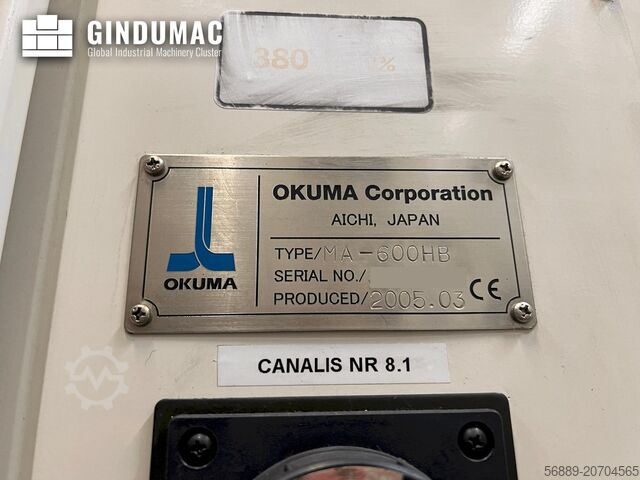 GINDUMAC
Global Industrial Machinery Cluster
380
%
OKUMA Corporation
AICHI, JAPAN
TYPE/MA-600HB
SERIAL NO./
PRODUCED/2005.03 CE
OKUMA
CANALIS NR 8.1
56889-20704565